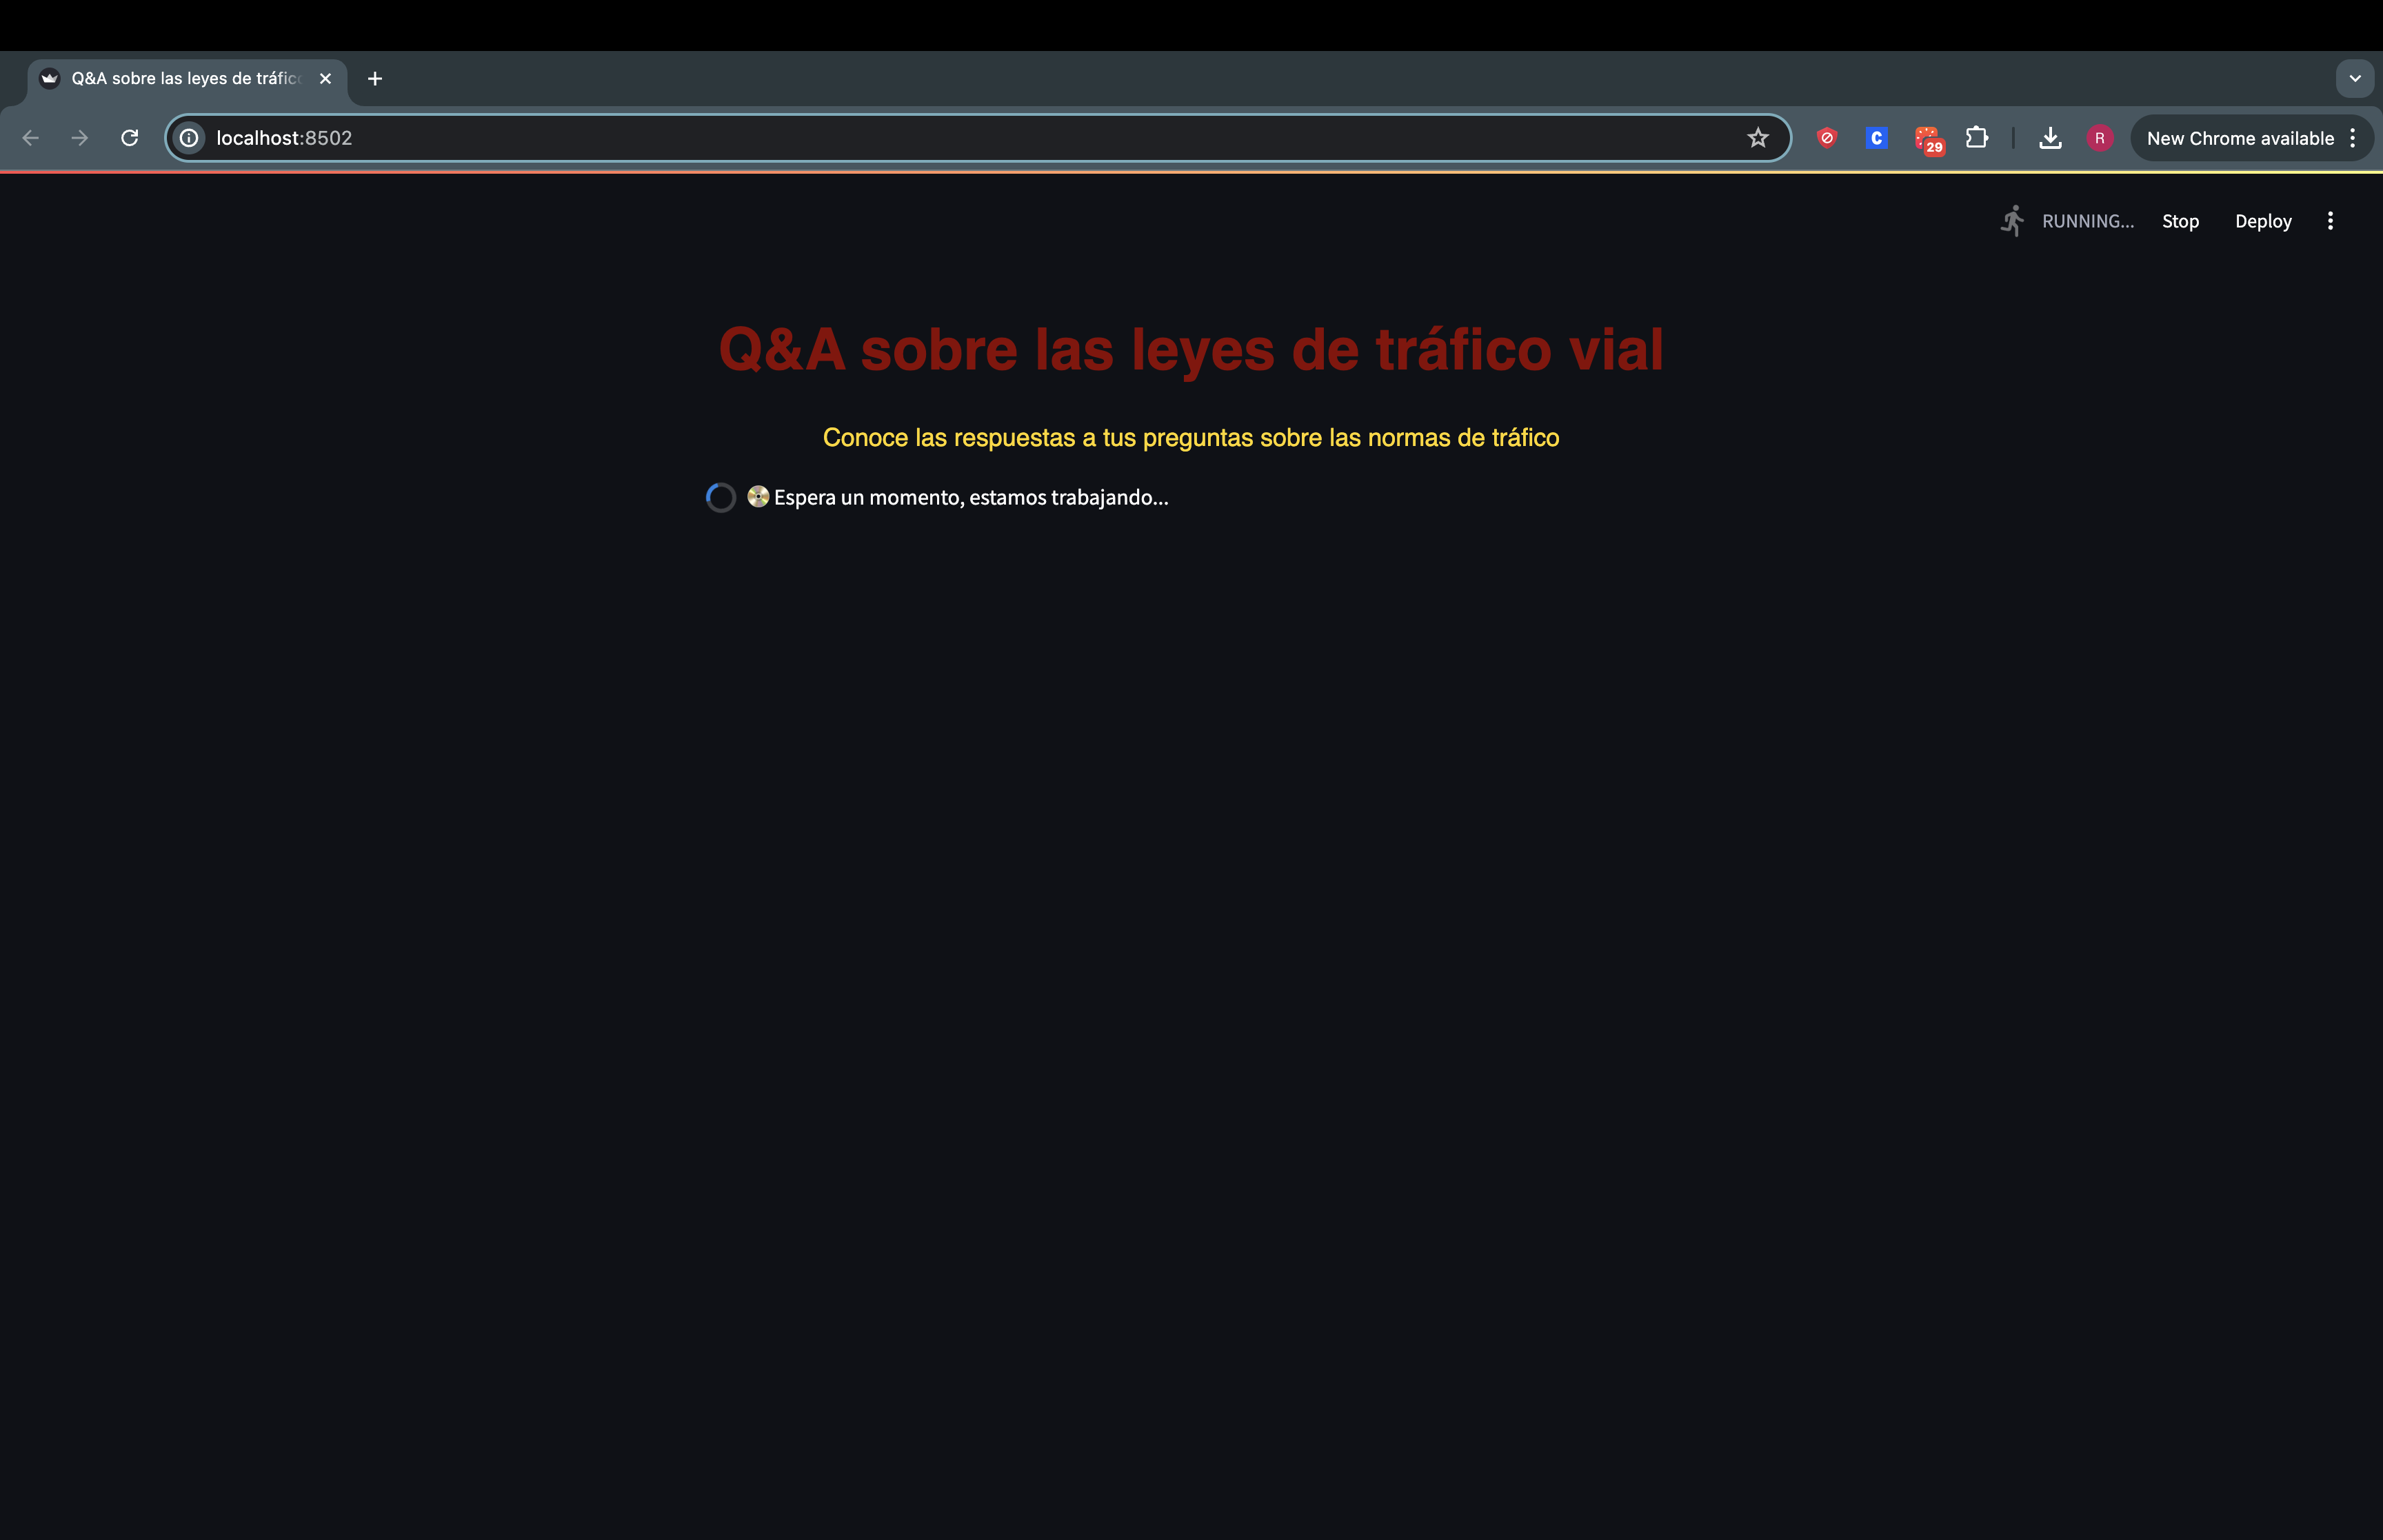 Q&A sobre las leyes de tráfic
localhost:8502
C
29
R
New Chrome available
RUNNING...
Stop
Deploy
Q&A sobre las leyes de tráfico vial
Conoce las respuestas a tus preguntas sobre las normas de tráfico
Espera un momento, estamos trabajando...